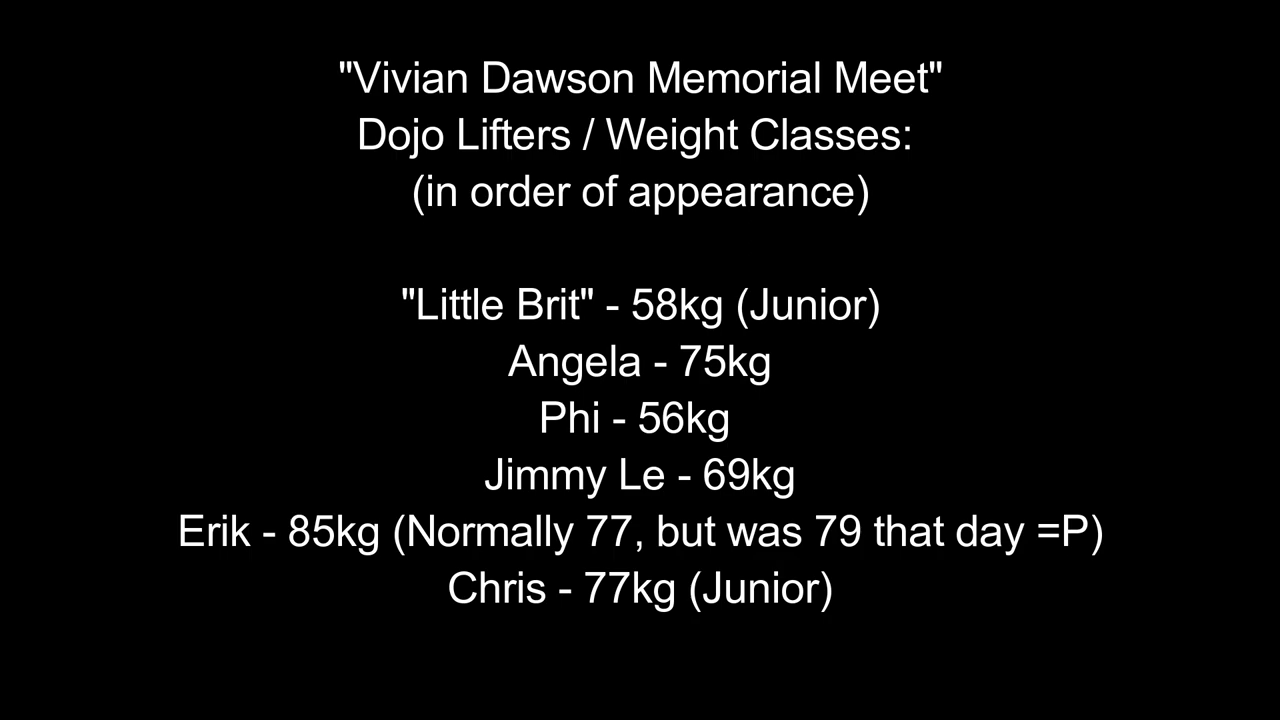 "Vivian Dawson Memorial Meet"
Dojo Lifters / Weight Classes:
(in order of appearance)
"Little Brit" - 58kg (Junior)
Angela - 75kg
Phi - 56kg
Jimmy Le - 69kg
Erik - 85kg (Normally 77, but was 79 that day =P)
Chris - 77kg (Junior)